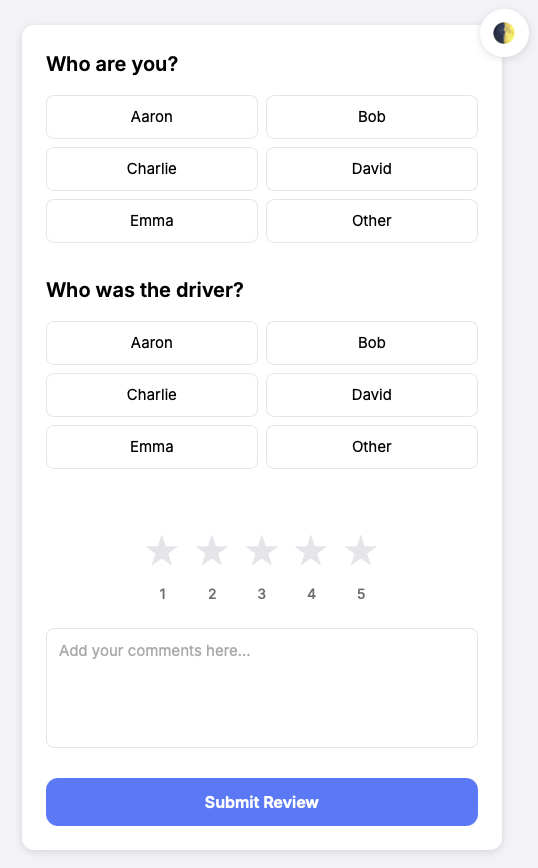 Who are you?
Aaron Bob
Charlie David
Emma Other
Who was the driver?
Aaron Bob
Charlie David
Emma Other
1 2 3 4 5
Add your comments here...
Submit Review